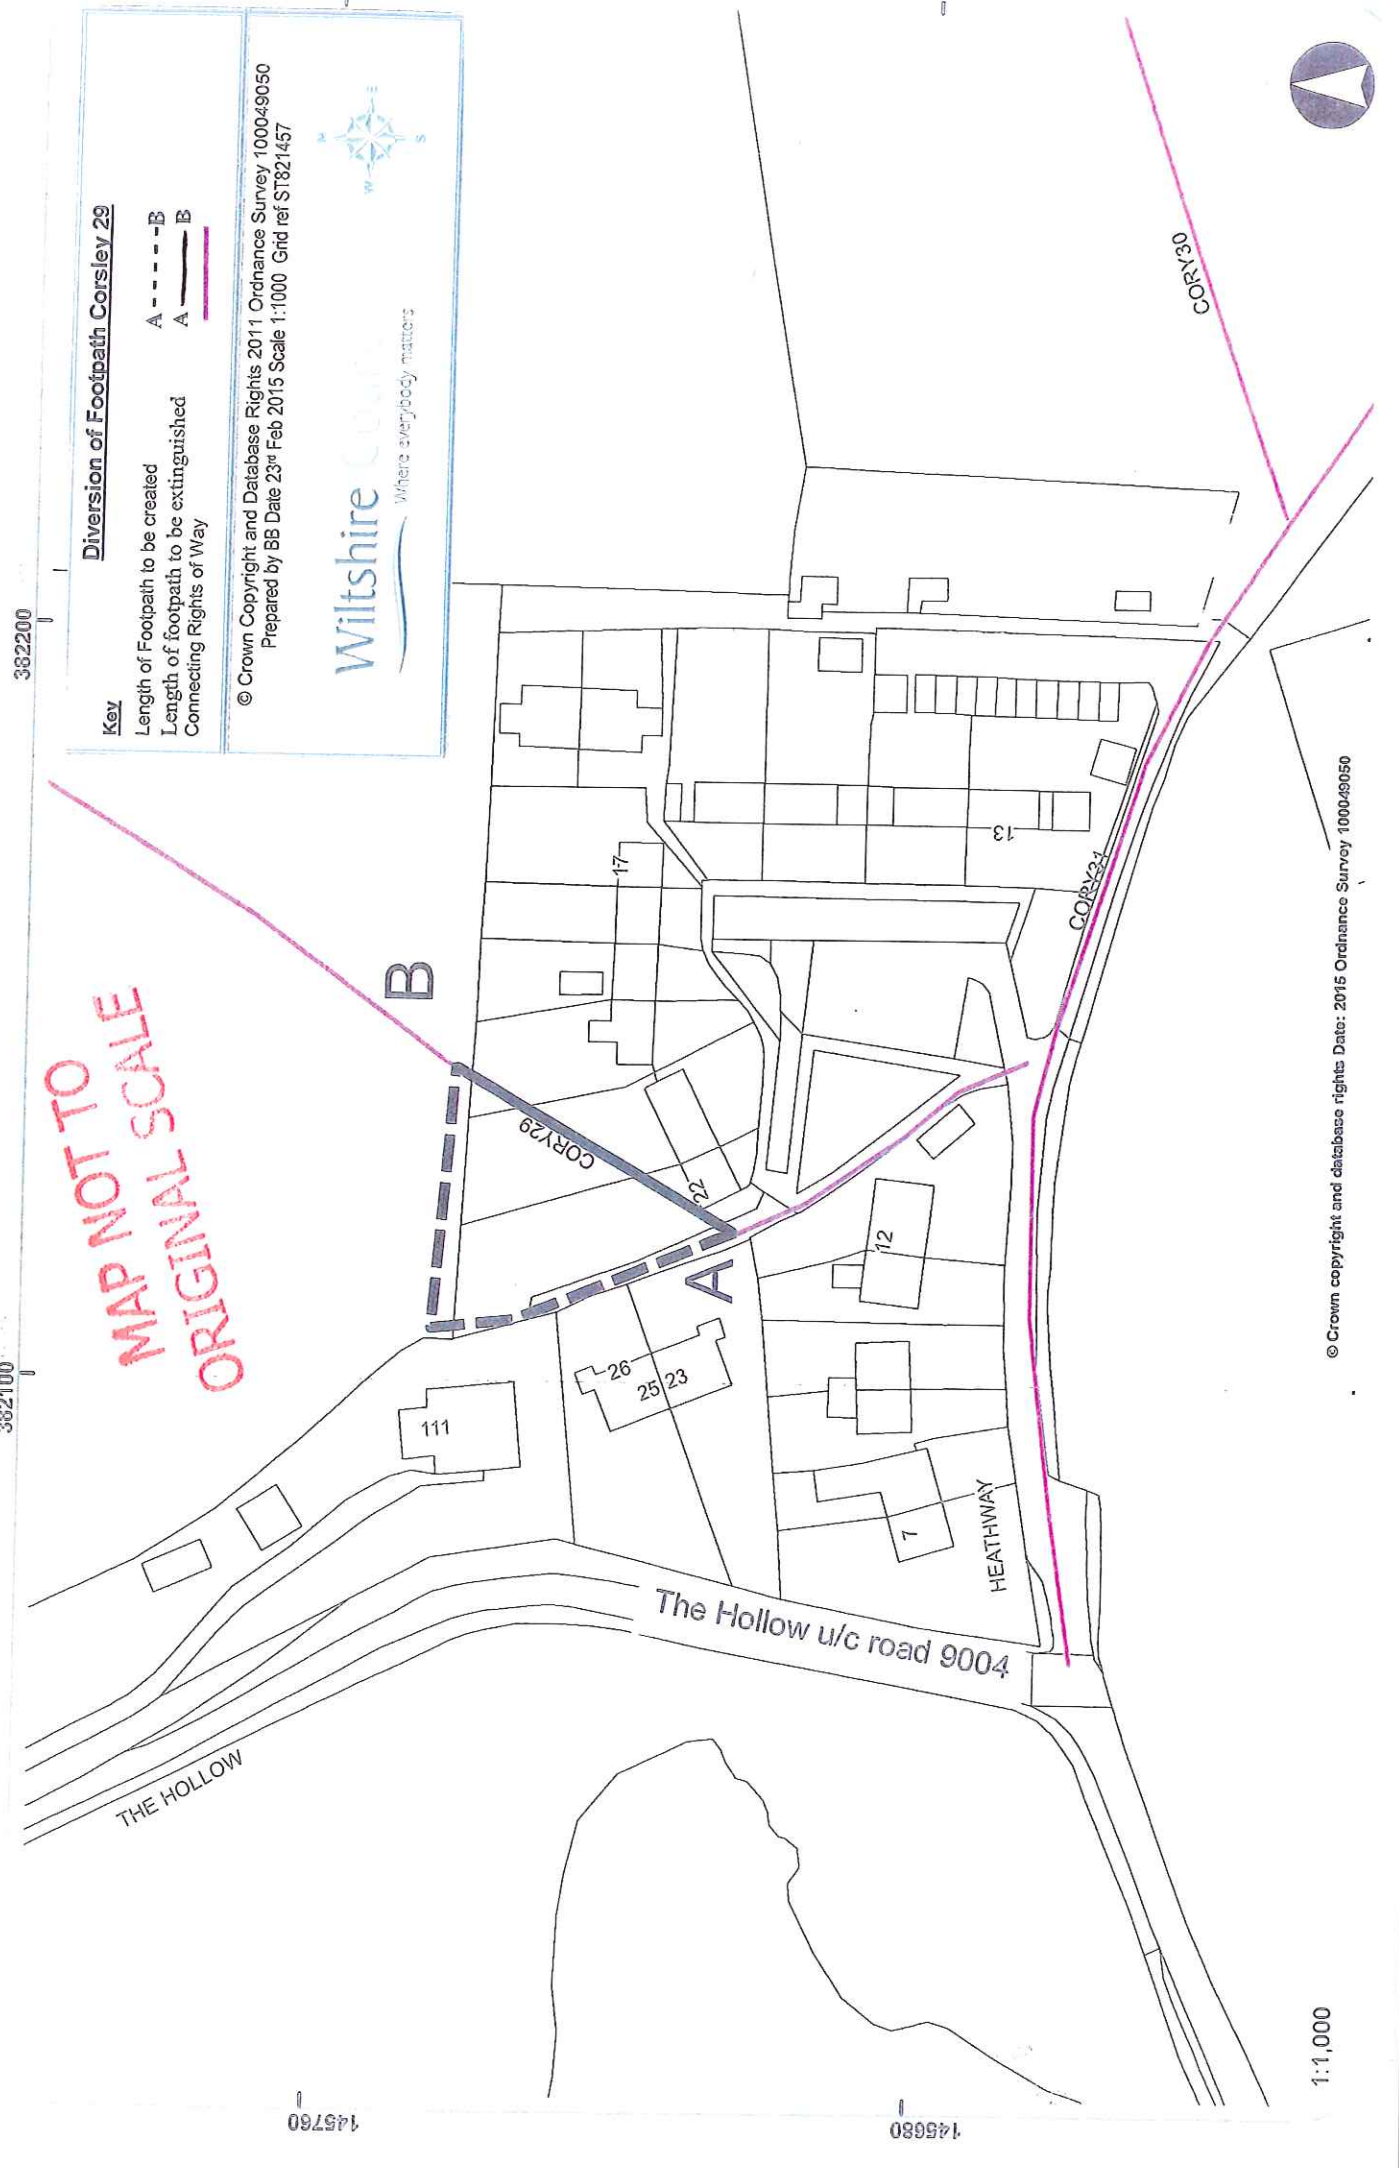 382100
382200
Diversion of Footpath Corsley 29
Key
Length of Footpath to be created A - - - - - B
Length of footpath to be extinguished A B
Connecting Rights of Way
© Crown Copyright and Database Rights 2011 Ordnance Survey 100049050
Prepared by BB Date 23rd Feb 2015 Scale 1:1000 Grid ref ST821457
Wiltshire
Where everybody matters
N
W
E
S
MAP NOT TO
ORIGINAL SCALE
B
CORY29
A
17
22
26
25
23
111
12
13
7
HEATHWAY
CORY31
CORY30
The Hollow u/c road 9004
THE HOLLOW
145760
145680
1:1,000
© Crown copyright and database rights Date: 2015 Ordnance Survey 100049050